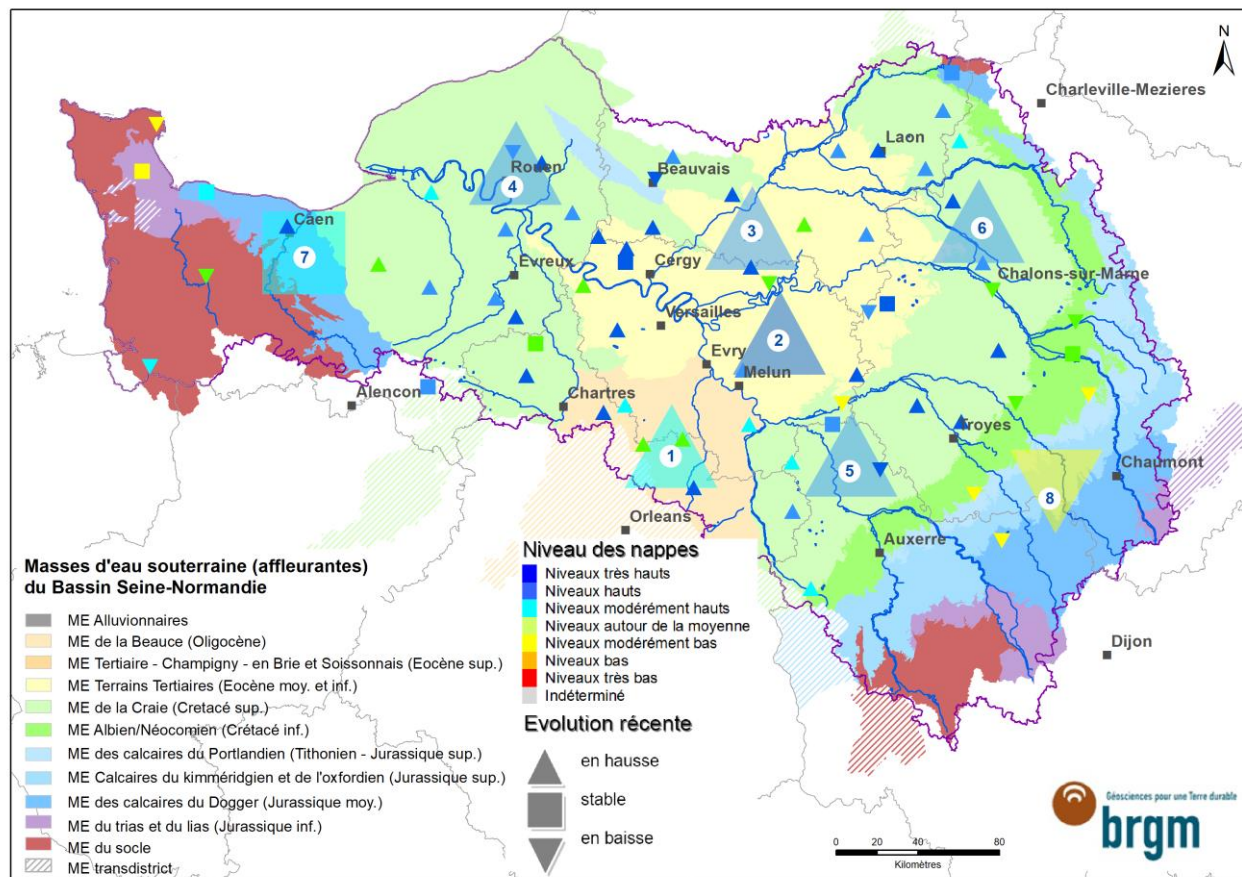 N
Charleville-Mezieres
Laon
Rouen
Beauvais
4
Caen
3
6
7
Evreux
Cergy
Chalons-sur-Marne
Versailles
2
Evry
Melun
Alencon
Chartres
Troyes
1
5
Chaumont
8
Orleans
Auxerre
Dijon
Masses d'eau souterraine (affleurantes)
du Bassin Seine-Normandie
ME Alluvionnaires
ME de la Beauce (Oligocène)
ME Tertiaire - Champigny - en Brie et Soissonnais (Eocène sup.)
ME Terrains Tertiaires (Eocène moy. et inf.)
ME de la Craie (Cretacé sup.)
ME Albien/Néocomien (Crétacé inf.)
ME des calcaires du Portlandien (Tithonien - Jurassique sup.)
ME Calcaires du kimméridgien et de l'oxfordien (Jurassique sup.)
ME des calcaires du Dogger (Jurassique moy.)
ME du trias et du lias (Jurassique inf.)
ME du socle
ME transdistrict
Niveau des nappes
Niveaux très hauts
Niveaux hauts
Niveaux modérément hauts
Niveaux autour de la moyenne
Niveaux modérément bas
Niveaux bas
Niveaux très bas
Indéterminé
Evolution récente
en hausse
stable
en baisse
Géosciences pour une Terre durable
brgm
0 20 40 80
Kilomètres